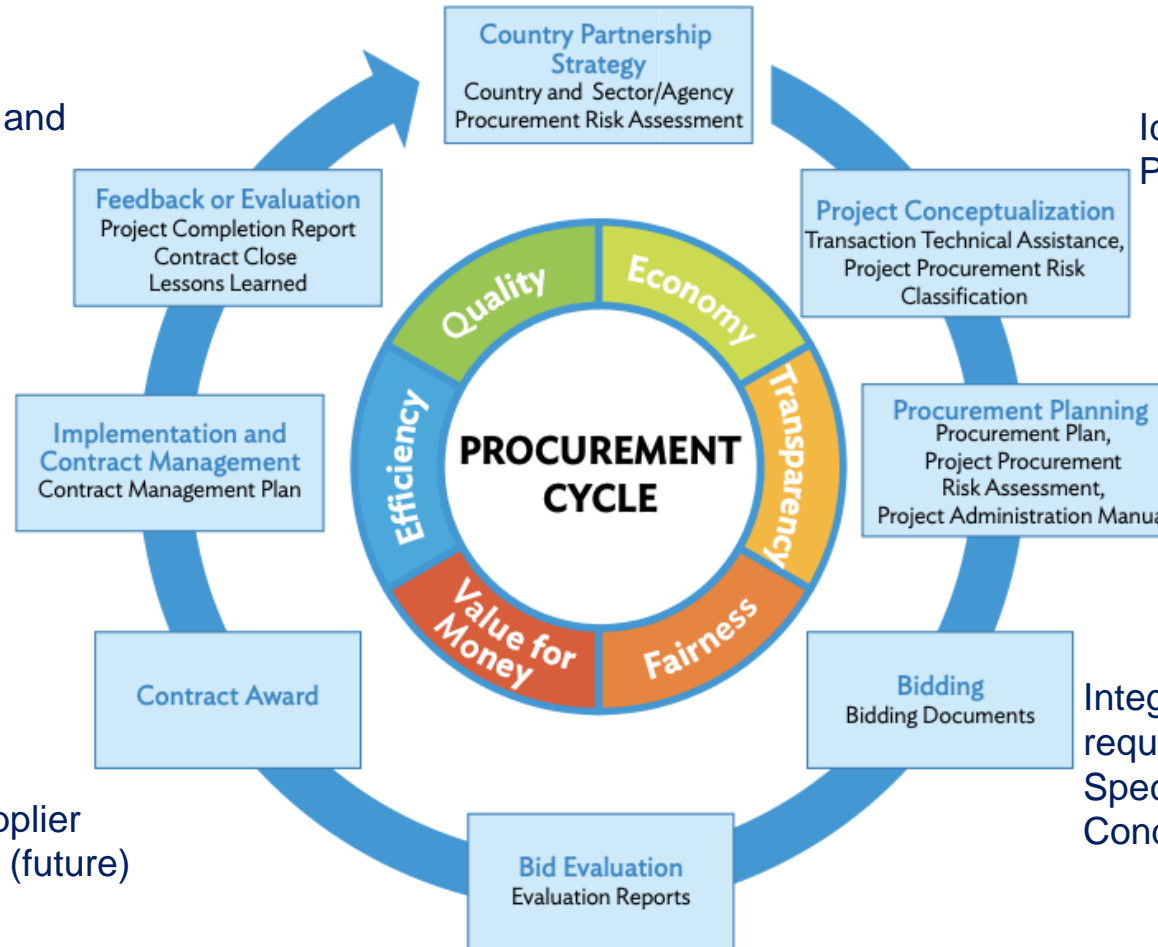 Country Partnership
Strategy
Country and Sector/Agency
Procurement Risk Assessment
Project Conceptualization
Transaction Technical Assistance,
Project Procurement Risk
Classification
Procurement Planning
Procurement Plan,
Project Procurement
Risk Assessment,
Project Administration
Bidding
Bidding Documents
Bid Evaluation
Evaluation Reports
Contract Award
Implementation and
Contract Management
Contract Management Plan
Feedback or Evaluation
Project Completion Report
Contract Close
Lessons Learned
PROCUREMENT
CYCLE
Quality
Economy
Transparency
Fairness
Value for
Money
Efficiency
and
(future)